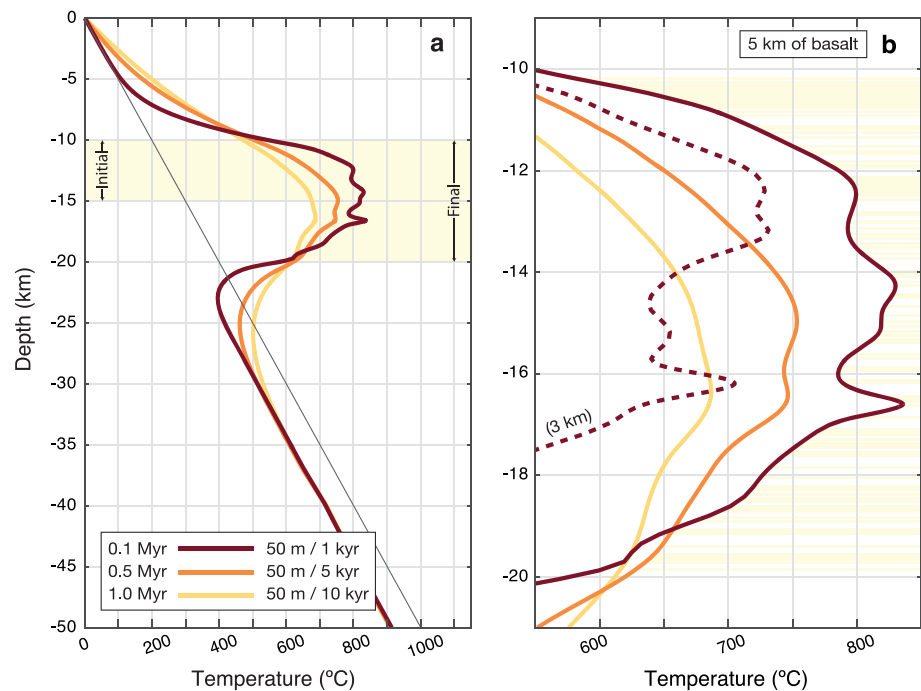 a
0
-5
-10
-15
-20
-25
-30
-35
-40
-45
-50
Depth (km)
Initial
Final
0.1 Myr 50 m / 1 kyr
0.5 Myr 50 m / 5 kyr
1.0 Myr 50 m / 10 kyr
0 200 400 600 800 1000
Temperature (ºC)
5 km of basalt b
-10
-12
-14
-16
-18
-20
(3 km)
600 700 800
Temperature (ºC)